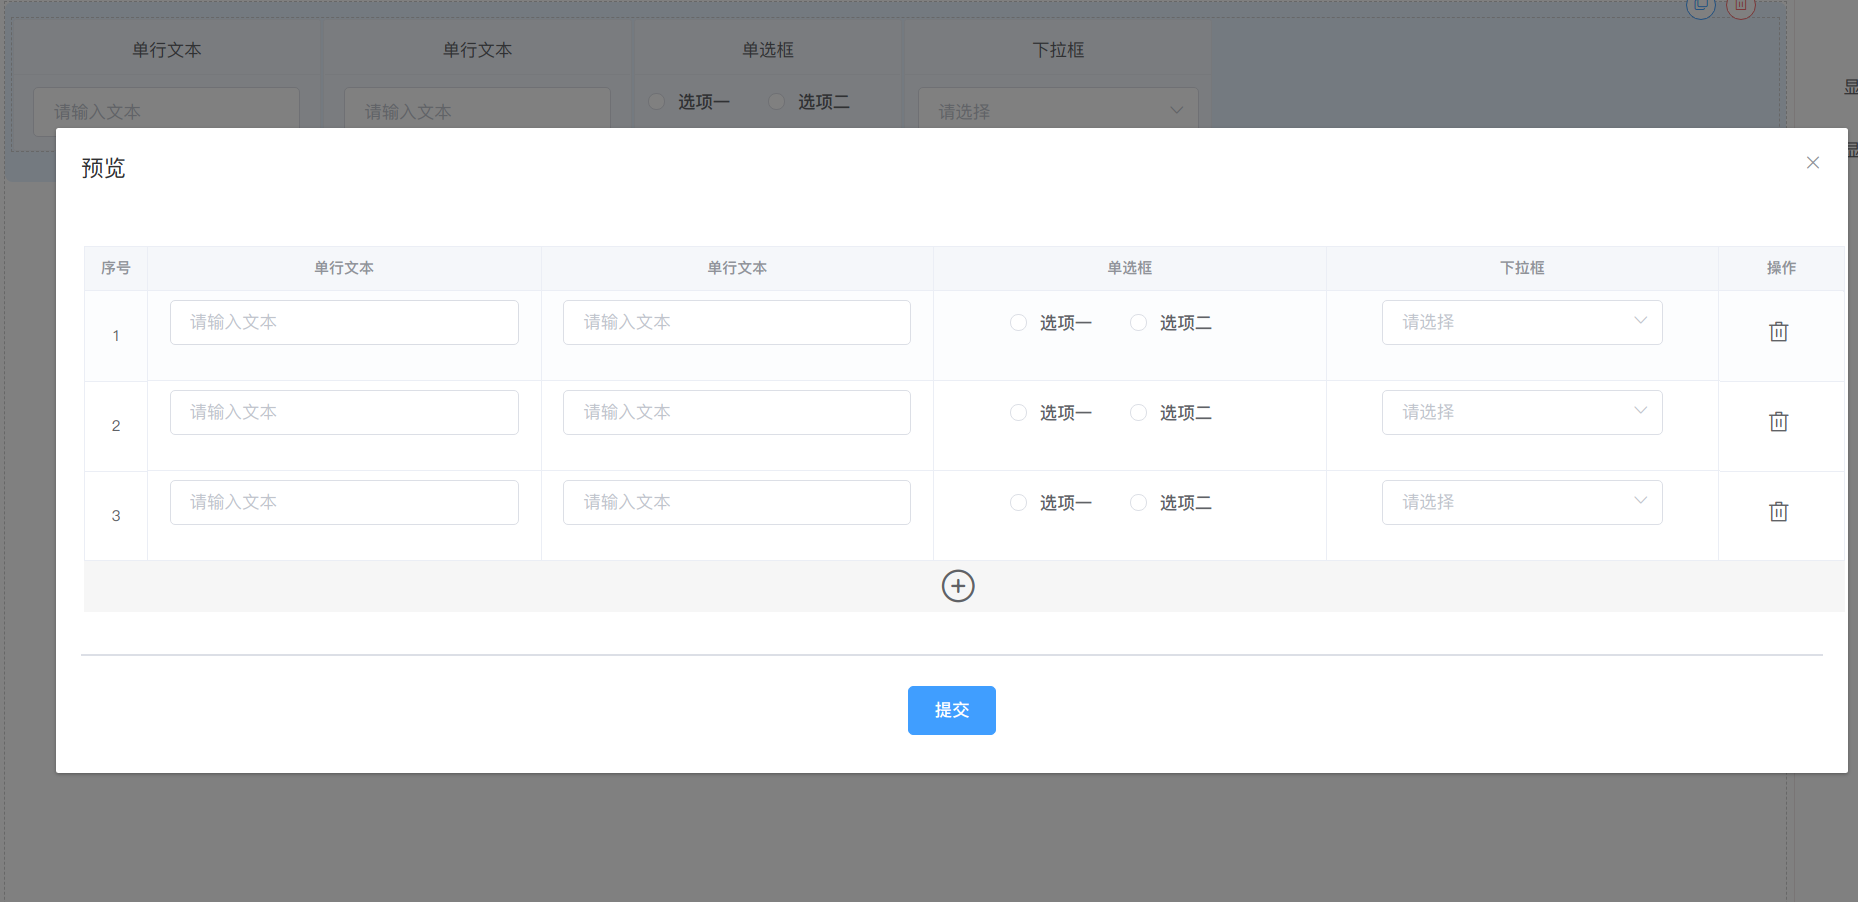 单行文本 单行文本 单选框 下拉框
请输入文本 请输入文本 选项一 选项二 请选择
显
显
预览
序号 单行文本 单行文本 单选框 下拉框 操作
1 请输入文本 请输入文本 选项一 选项二 请选择
2 请输入文本 请输入文本 选项一 选项二 请选择
3 请输入文本 请输入文本 选项一 选项二 请选择
提交